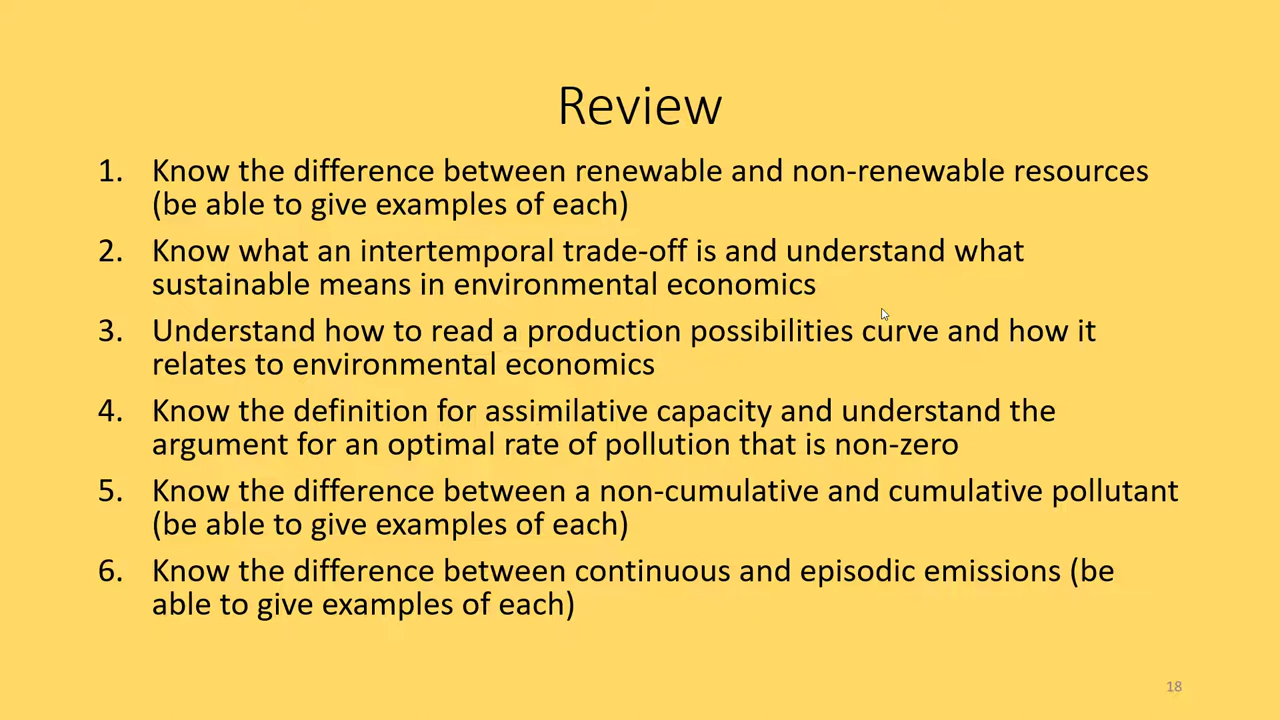 Review
1. Know the difference between renewable and non-renewable resources
(be able to give examples of each)
2. Know what an intertemporal trade-off is and understand what
sustainable means in environmental economics
3. Understand how to read a production possibilities curve and how it
relates to environmental economics
4. Know the definition for assimilative capacity and understand the
argument for an optimal rate of pollution that is non-zero
5. Know the difference between a non-cumulative and cumulative pollutant
(be able to give examples of each)
6. Know the difference between continuous and episodic emissions (be
able to give examples of each)
18